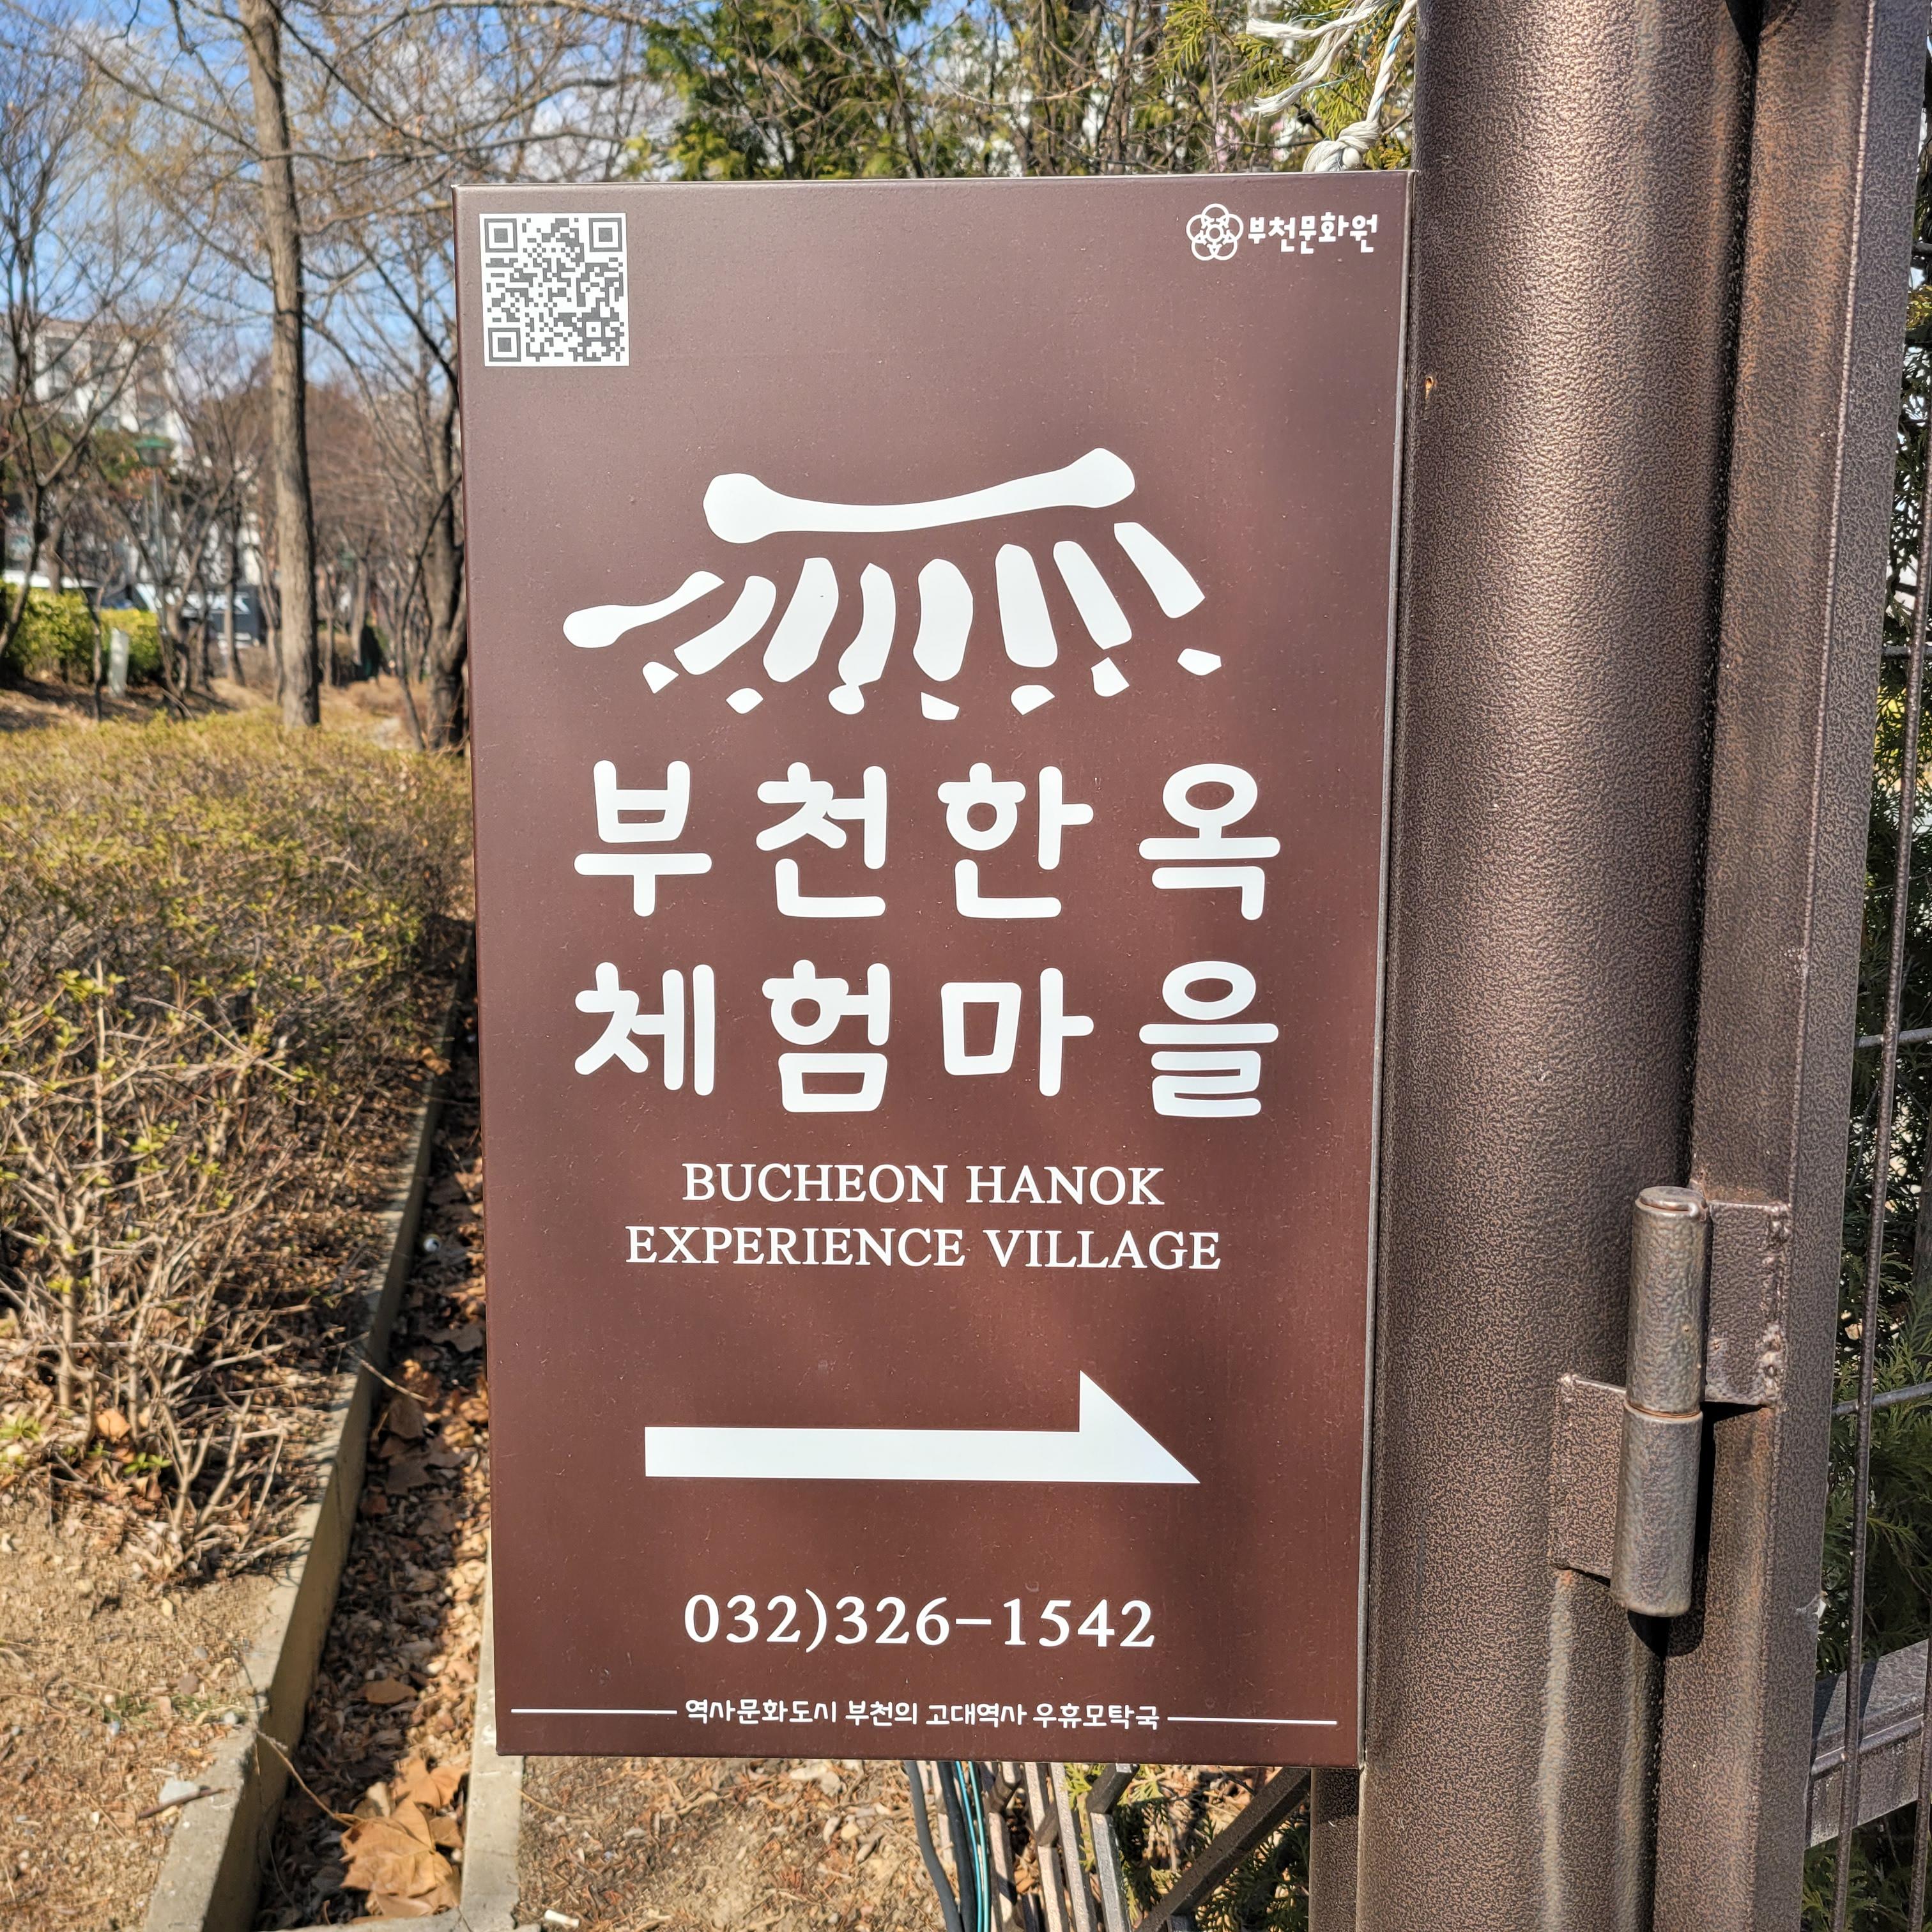 부천문화원
부천한옥
체험마을
BUCHEON HANOK
EXPERIENCE VILLAGE
032)326-1542
역사문화도시 부천의 고대역사 우휴모탁국